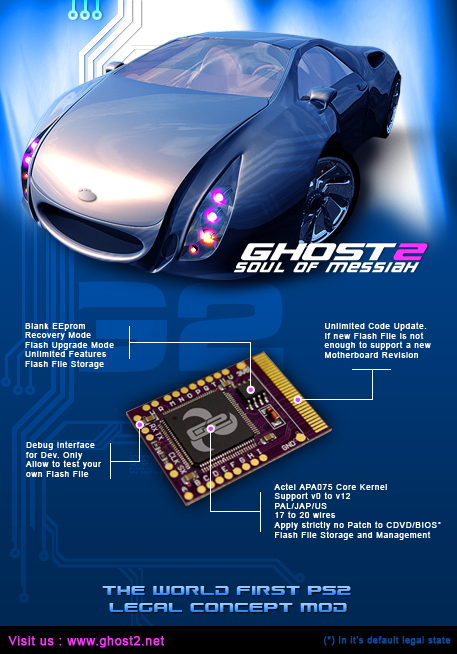 GHOST 2
SOUL OF MESSIAH
G2
Blank EEprom
Recovery Mode
Flash Upgrade Mode
Unlimited Features
Flash File Storage
Unlimited Code Update.
if new Flash File is not
enough to support a new
Motherboard Revision
Debug Interface
for Dev. Only
Allow to test your
own Flash File
GND
Actel APA075 Core Kernel
Support v0 to v12
PAL/JAP/US
17 to 20 wires
Apply strictly no Patch to CDVD/BIOS*
Flash File Storage and Management
THE WORLD FIRST PS2
LEGAL CONCEPT MOD
Visit us : www.ghost2.net
(*) In it's default legal state